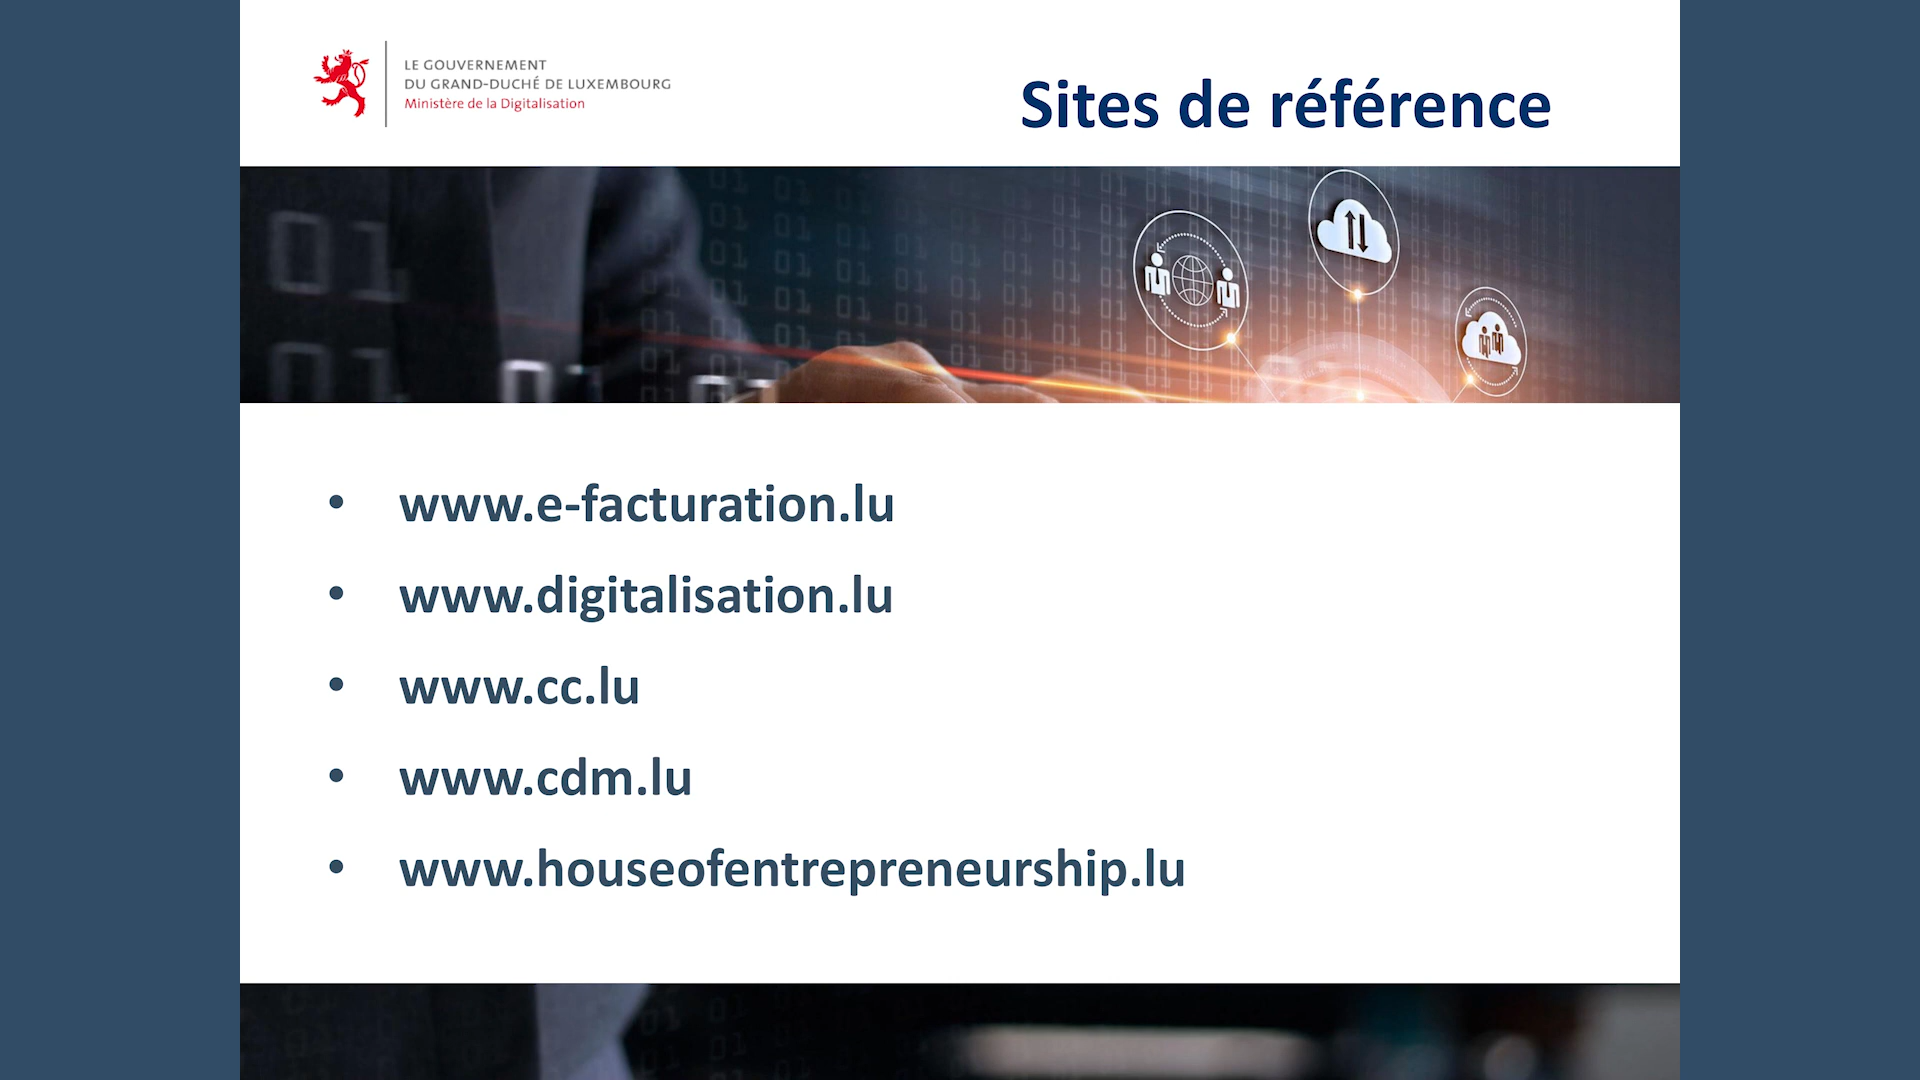 LE GOUVERNEMENT
DU GRAND-DUCHÉ DE LUXEMBOURG
Ministère de la Digitalisation
Sites de référence
• www.e-facturation.lu
• www.digitalisation.lu
• www.cc.lu
• www.cdm.lu
• www.houseofentrepreneurship.lu